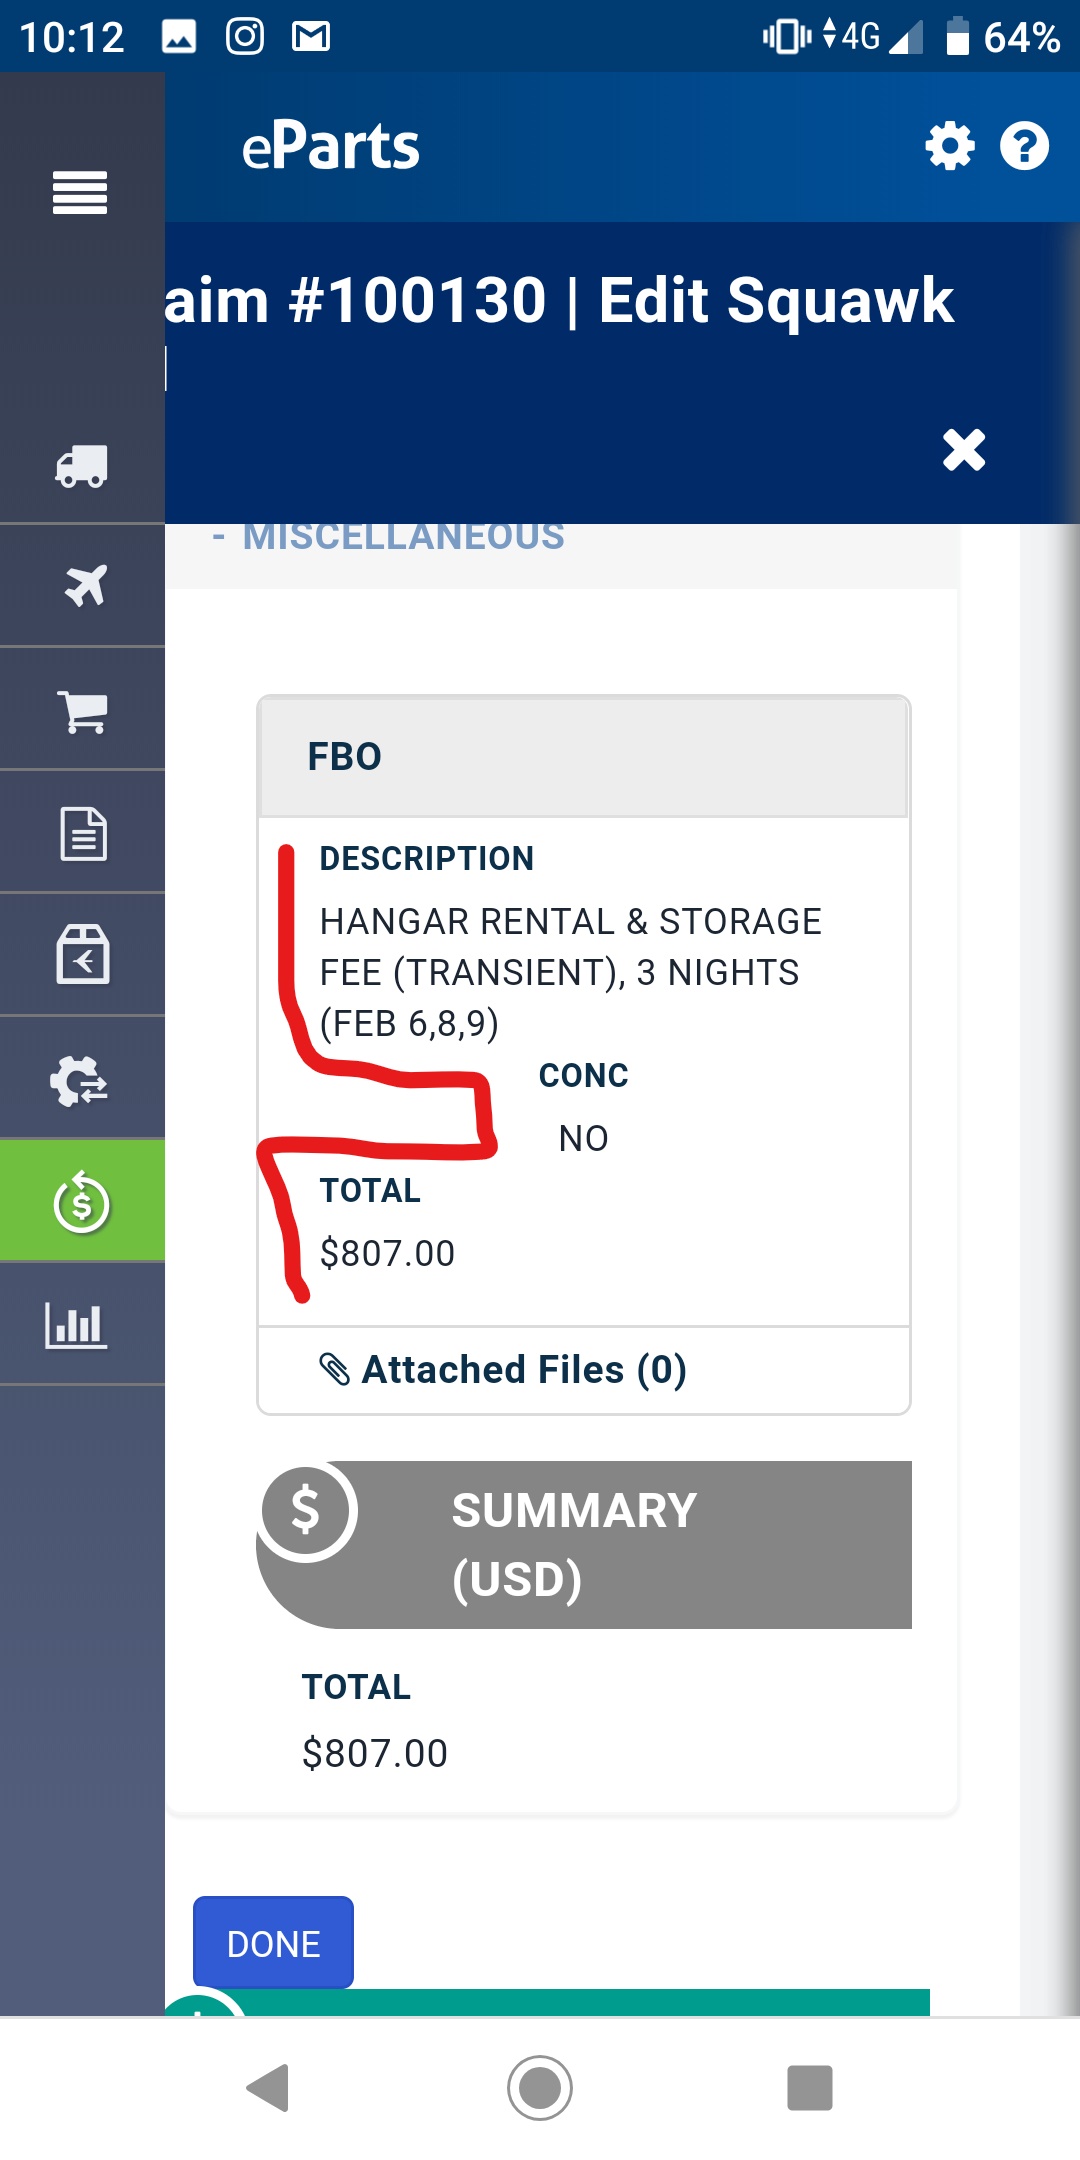 10:12
4G
64%
eParts
aim #100130 | Edit Squawk
- MISCELLANEOUS
FBO
DESCRIPTION
HANGAR RENTAL & STORAGE
FEE (TRANSIENT), 3 NIGHTS
(FEB 6,8,9)
CONC
NO
TOTAL
$807.00
Attached Files (0)
$
SUMMARY
(USD)
TOTAL
$807.00
DONE